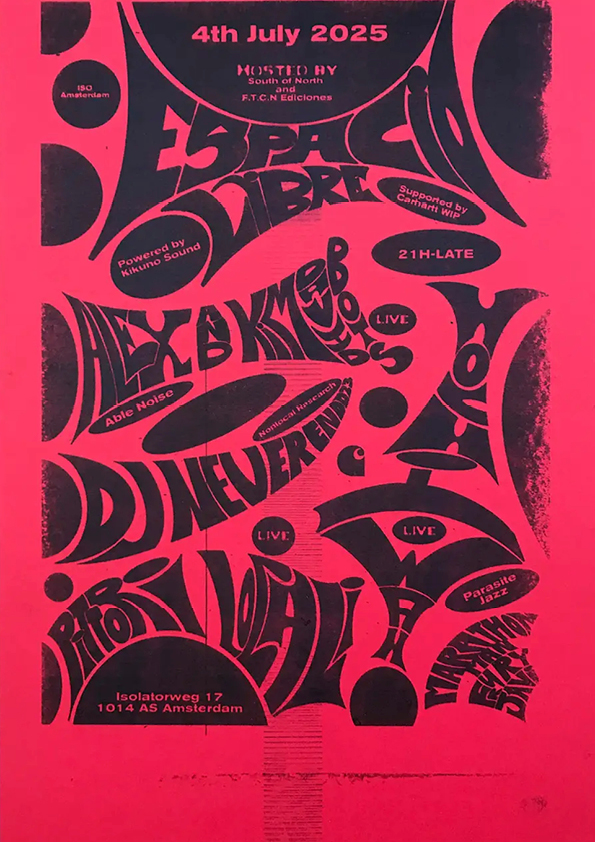 4th July 2025
HOSTED BY
South of North
and
F.T.C.N Ediciones
ISO
Amsterdam
ESPACIO
LIBRE
Supported by
Carhartt WIP
Powered by
Kikuno Sound
21H-LATE
ALEX AND
LIVE
Able Noise
Nonlocal Research
DJ NEVERENDING
LIVE
LIVE
PITTORI LOCALI
Parasite
Jazz
Isolatorweg 17
1014 AS Amsterdam